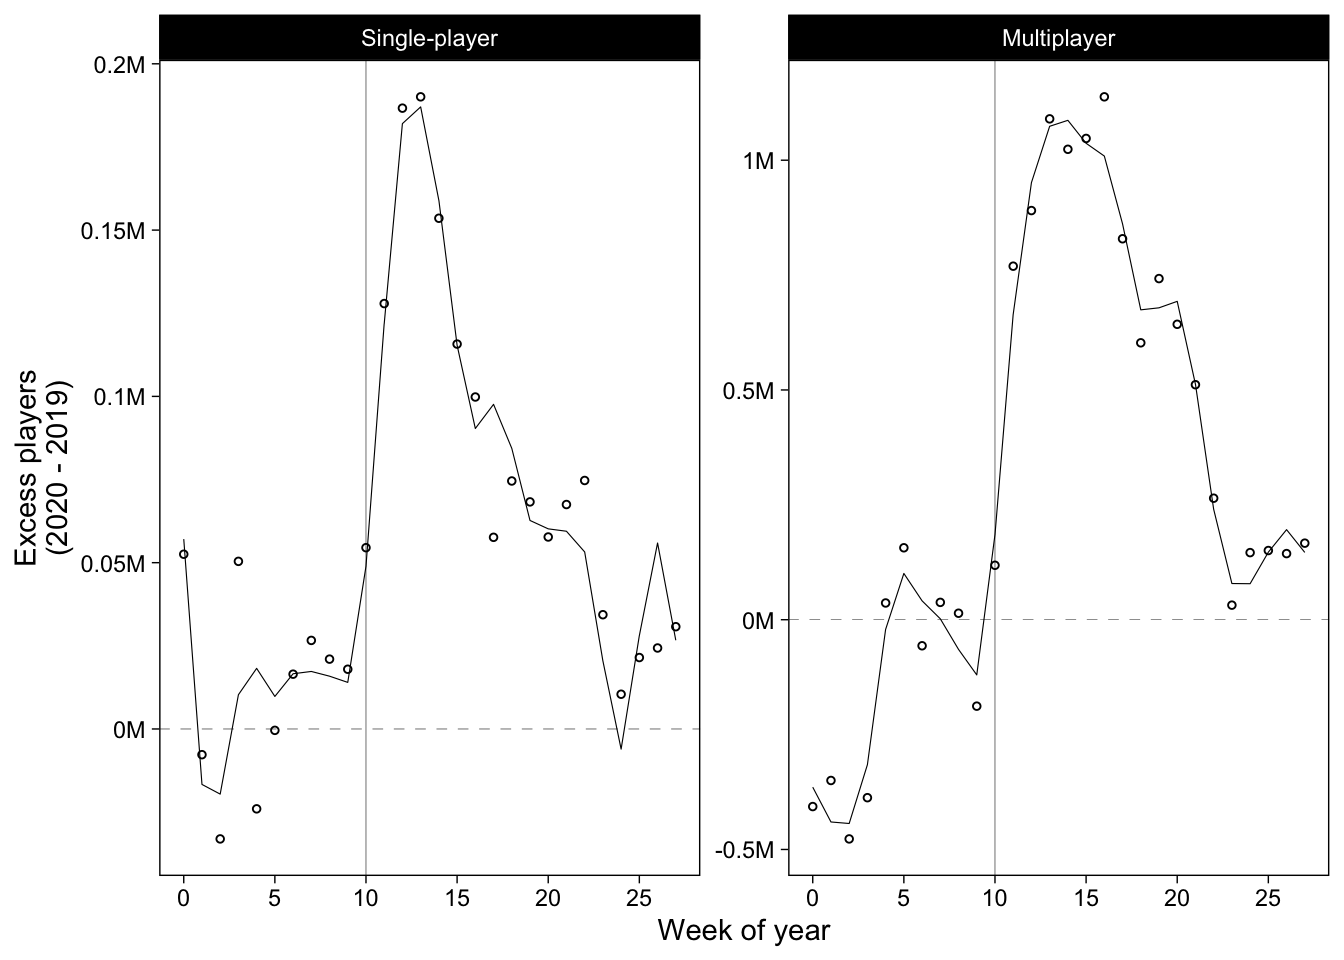 Single-player
Multiplayer
Excess players
(2020 - 2019)
0.2M
0.15M
0.1M
0.05M
0M
1M
0.5M
0M
-0.5M
0 5 10 15 20 25
0 5 10 15 20 25
Week of year